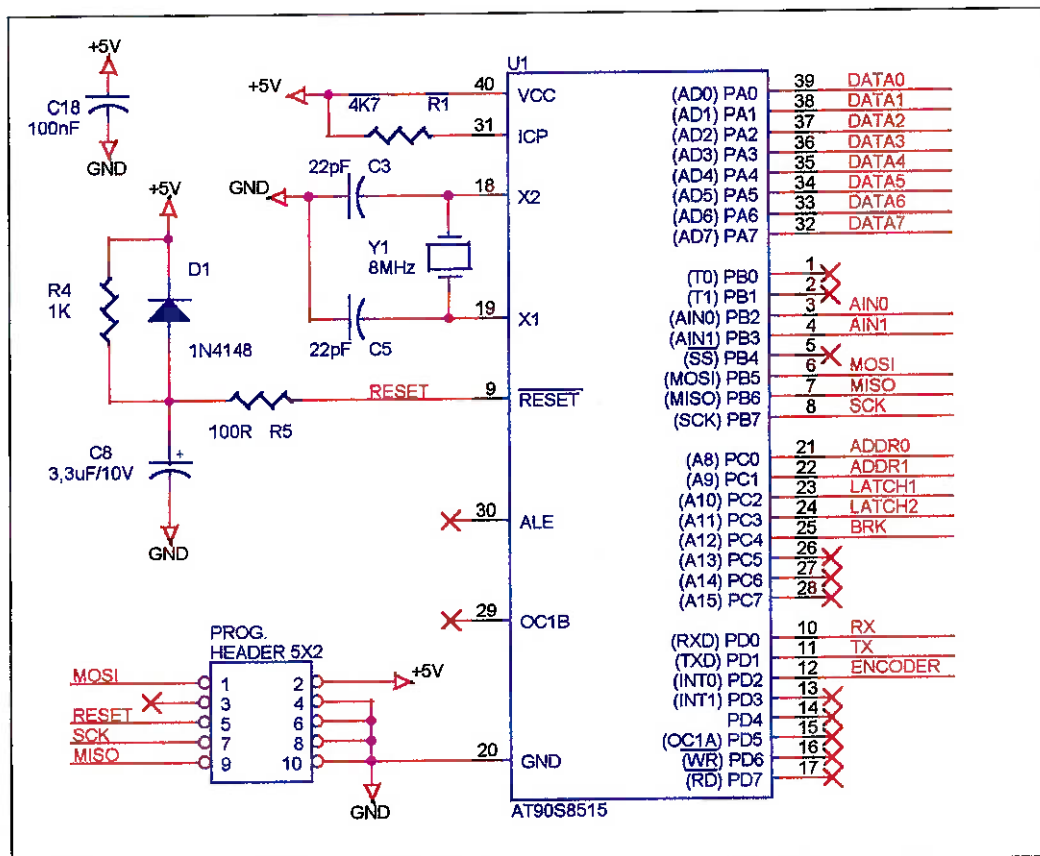 +5V
C18
100nF
GND
+5V
R4
1K
D1
1N4148
C8
3,3uF/10V
+
GND
100R R5
RESET
+5V
4K7 R1
22pF C3
GND
Y1
8MHz
22pF C5
U1
40 VCC
31 ICP
18 X2
19 X1
9 RESET
30 ALE
29 OC1B
20 GND
AT90S8515
(AD0) PA0 39 DATA0
(AD1) PA1 38 DATA1
(AD2) PA2 37 DATA2
(AD3) PA3 36 DATA3
(AD4) PA4 35 DATA4
(AD5) PA5 34 DATA5
(AD6) PA6 33 DATA6
(AD7) PA7 32 DATA7
(T0) PB0 1
(T1) PB1 2
(AIN0) PB2 3 AIN0
(AIN1) PB3 4 AIN1
(SS) PB4 5
(MOSI) PB5 6 MOSI
(MISO) PB6 7 MISO
(SCK) PB7 8 SCK
(A8) PC0 21 ADDR0
(A9) PC1 22 ADDR1
(A10) PC2 23 LATCH1
(A11) PC3 24 LATCH2
(A12) PC4 25 BRK
(A13) PC5 26
(A14) PC6 27
(A15) PC7 28
(RXD) PD0 10 RX
(TXD) PD1 11 TX
(INT0) PD2 12 ENCODER
(INT1) PD3 13
PD4 14
(OC1A) PD5 15
(WR) PD6 16
(RD) PD7 17
PROG.
HEADER 5X2
MOSI 1 2 +5V
3 4
RESET 5 6
SCK 7 8
MISO 9 10
GND